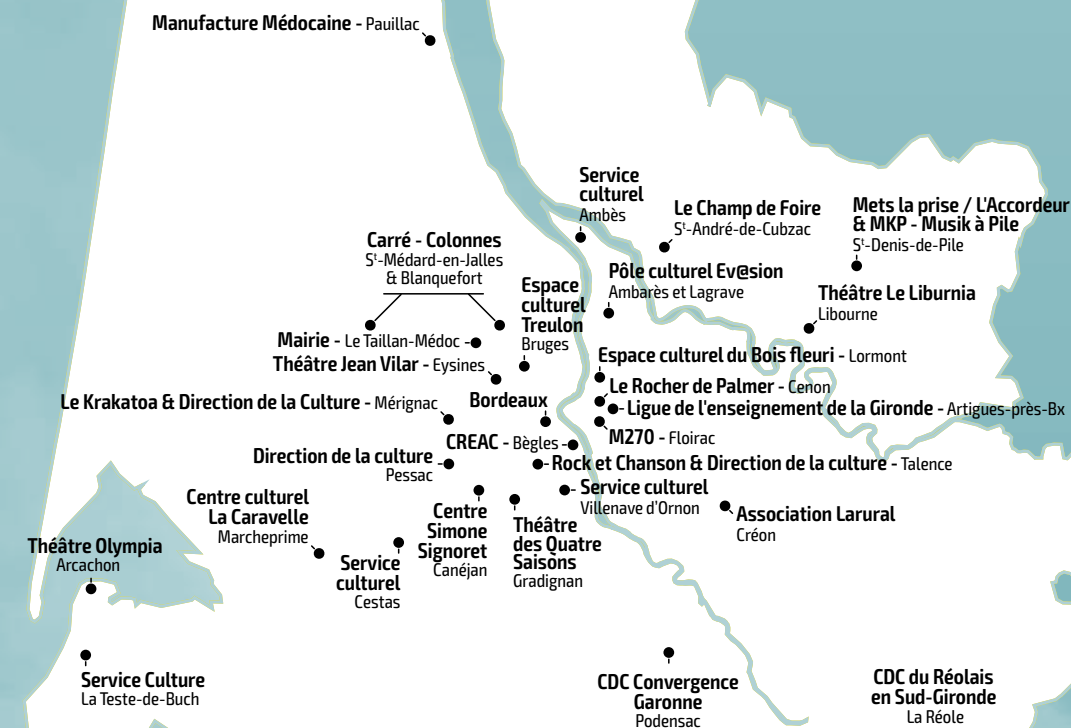 Manufacture Médocaine - Pauillac
Service
culturel
Ambès
Le Champ de Foire
Sᵗ-André-de-Cubzac
Mets la prise / L'Accordeur
& MKP - Musik à Pile
Sᵗ-Denis-de-Pile
Carré - Colonnes
Sᵗ-Médard-en-Jalles
& Blanquefort
Pôle culturel Ev@sion
Ambarès et Lagrave
Espace
culturel
Treulon
Bruges
Théâtre Le Liburnia
Libourne
Mairie - Le Taillan-Médoc
Théâtre Jean Vilar - Eysines
Espace culturel du Bois fleuri - Lormont
Le Rocher de Palmer - Cenon
Le Krakatoa & Direction de la Culture - Mérignac
Bordeaux
Ligue de l'enseignement de la Gironde - Artigues-près-Bx
M270 - Floirac
CREAC - Bègles
Direction de la culture
Pessac
Rock et Chanson & Direction de la culture - Talence
Service culturel
Villenave d'Ornon
Centre culturel
La Caravelle
Marcheprime
Centre
Simone
Signoret
Canéjan
Théâtre
des Quatre
Saisons
Gradignan
Association Larural
Créon
Théâtre Olympia
Arcachon
Service
culturel
Cestas
Service Culture
La Teste-de-Buch
CDC Convergence
Garonne
Podensac
CDC du Réolais
en Sud-Gironde
La Réole